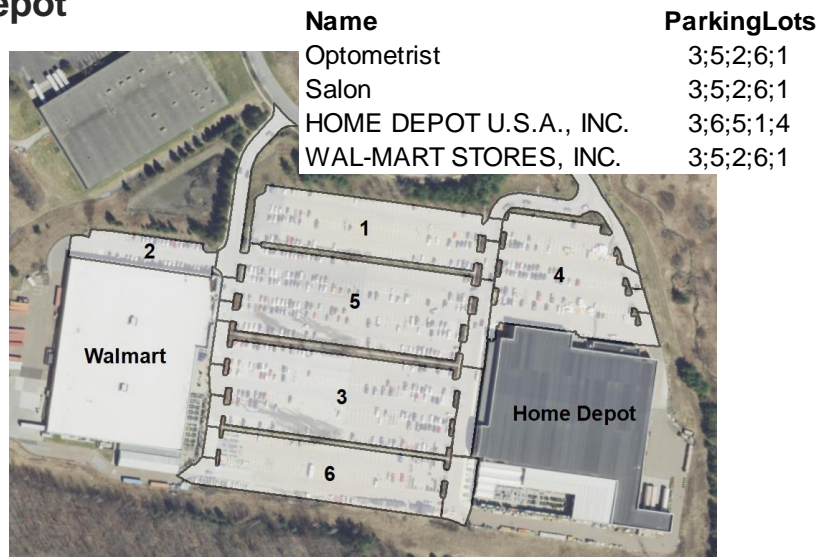 Name ParkingLots
Optometrist 3;5;2;6;1
Salon 3;5;2;6;1
HOME DEPOT U.S.A., INC. 3;6;5;1;4
WAL-MART STORES, INC. 3;5;2;6;1
1
2
4
5
Walmart
3
Home Depot
6